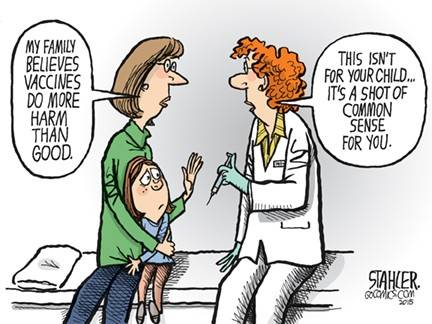 MY FAMILY
BELIEVES
VACCINES
DO MORE
HARM
THAN
GOOD.
THIS ISN'T
FOR YOUR CHILD...
IT'S A SHOT OF
COMMON
SENSE
FOR YOU.
STAHLER
GOCOMICS.COM
2015